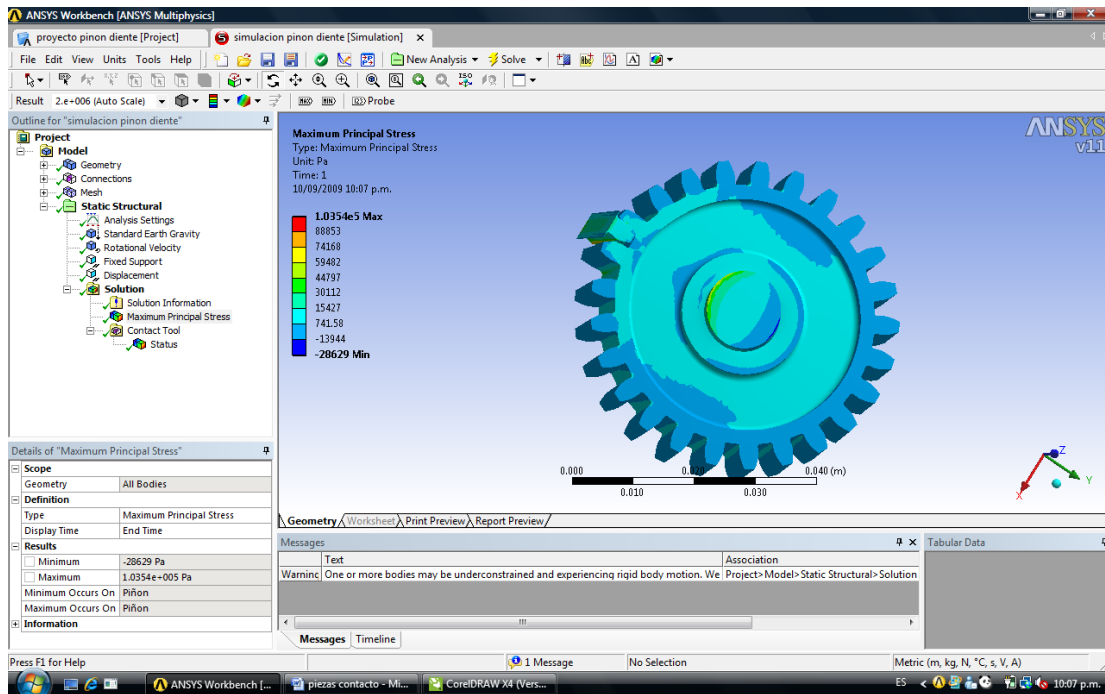 ANSYS Workbench [ANSYS Multiphysics]
proyecto pinon diente [Project]
simulacion pinon diente [Simulation]
File Edit View Units Tools Help
New Analysis
Solve
Result 2.e+006 (Auto Scale)
MAX
MIN
Probe
Outline for "simulacion pinon diente"
Project
Model
Geometry
Connections
Mesh
Static Structural
Analysis Settings
Standard Earth Gravity
Rotational Velocity
Fixed Support
Displacement
Solution
Solution Information
Maximum Principal Stress
Contact Tool
Status
Maximum Principal Stress
Type: Maximum Principal Stress
Unit: Pa
Time: 1
10/09/2009 10:07 p.m.
1.0354e5 Max
88853
74168
59482
44797
30112
15427
741.58
-13944
-28629 Min
ANSYS
v11
0.000 0.020 0.040 (m)
0.010 0.030
Z
Y
X
Details of "Maximum Principal Stress"
Scope
Geometry All Bodies
Definition
Type Maximum Principal Stress
Display Time End Time
Results
Minimum -28629 Pa
Maximum 1.0354e+005 Pa
Minimum Occurs On Piñon
Maximum Occurs On Piñon
Information
Geometry Worksheet Print Preview Report Preview
Messages
Text Association
Warninc One or more bodies may be underconstrained and experiencing rigid body motion. We Project>Model>Static Structural>Solution
Messages Timeline
Tabular Data
Press F1 for Help
1 Message
No Selection
Metric (m, kg, N, °C, s, V, A)
ANSYS Workbench [...
piezas contacto - Mi...
CorelDRAW X4 (Vers...
ES
10:07 p.m.